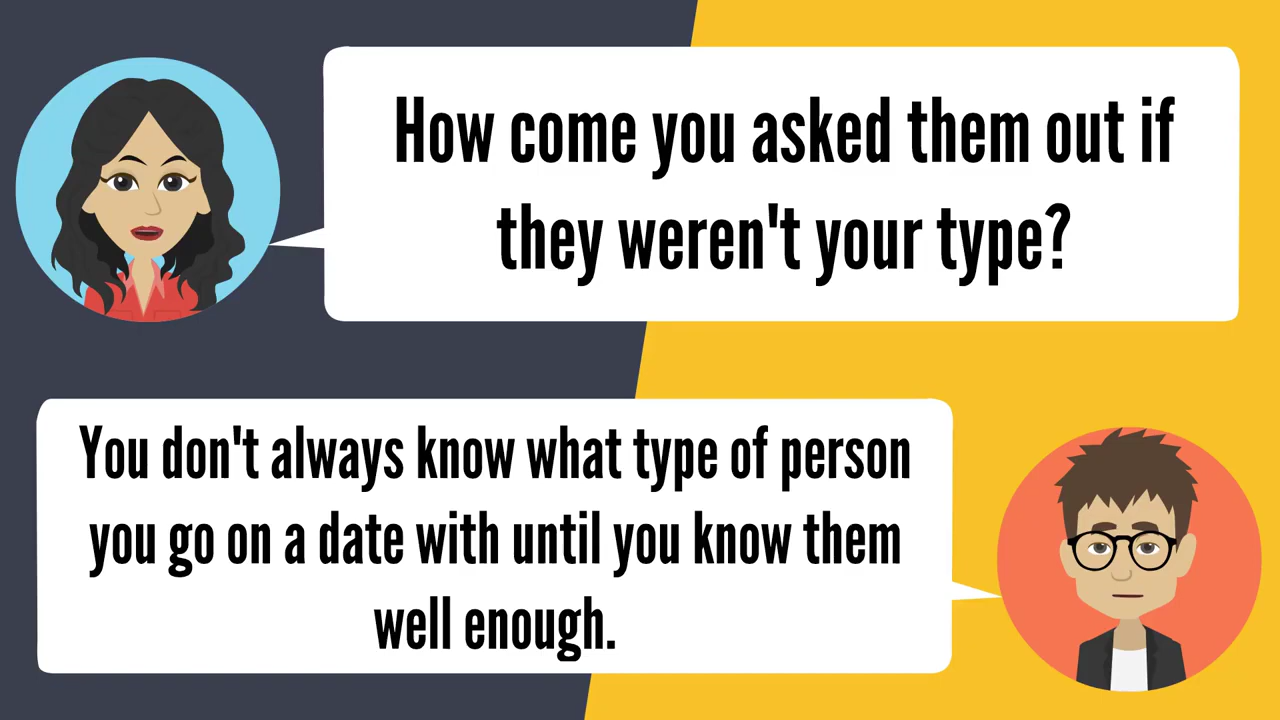 How come you asked them out if
they weren't your type?
You don't always know what type of person
you go on a date with until you know them
well enough.